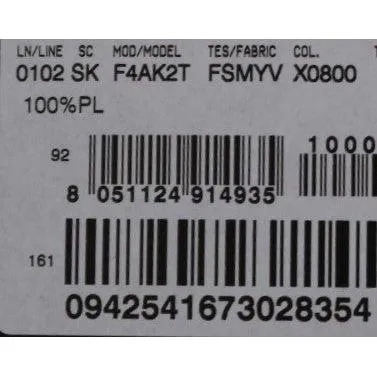 LN/LINE SC MOD/MODEL TES/FABRIC COL.
0102 SK F4AK2T FSMYV X0800
100%PL
1000
92
8 051124 914935
161
0942541673028354